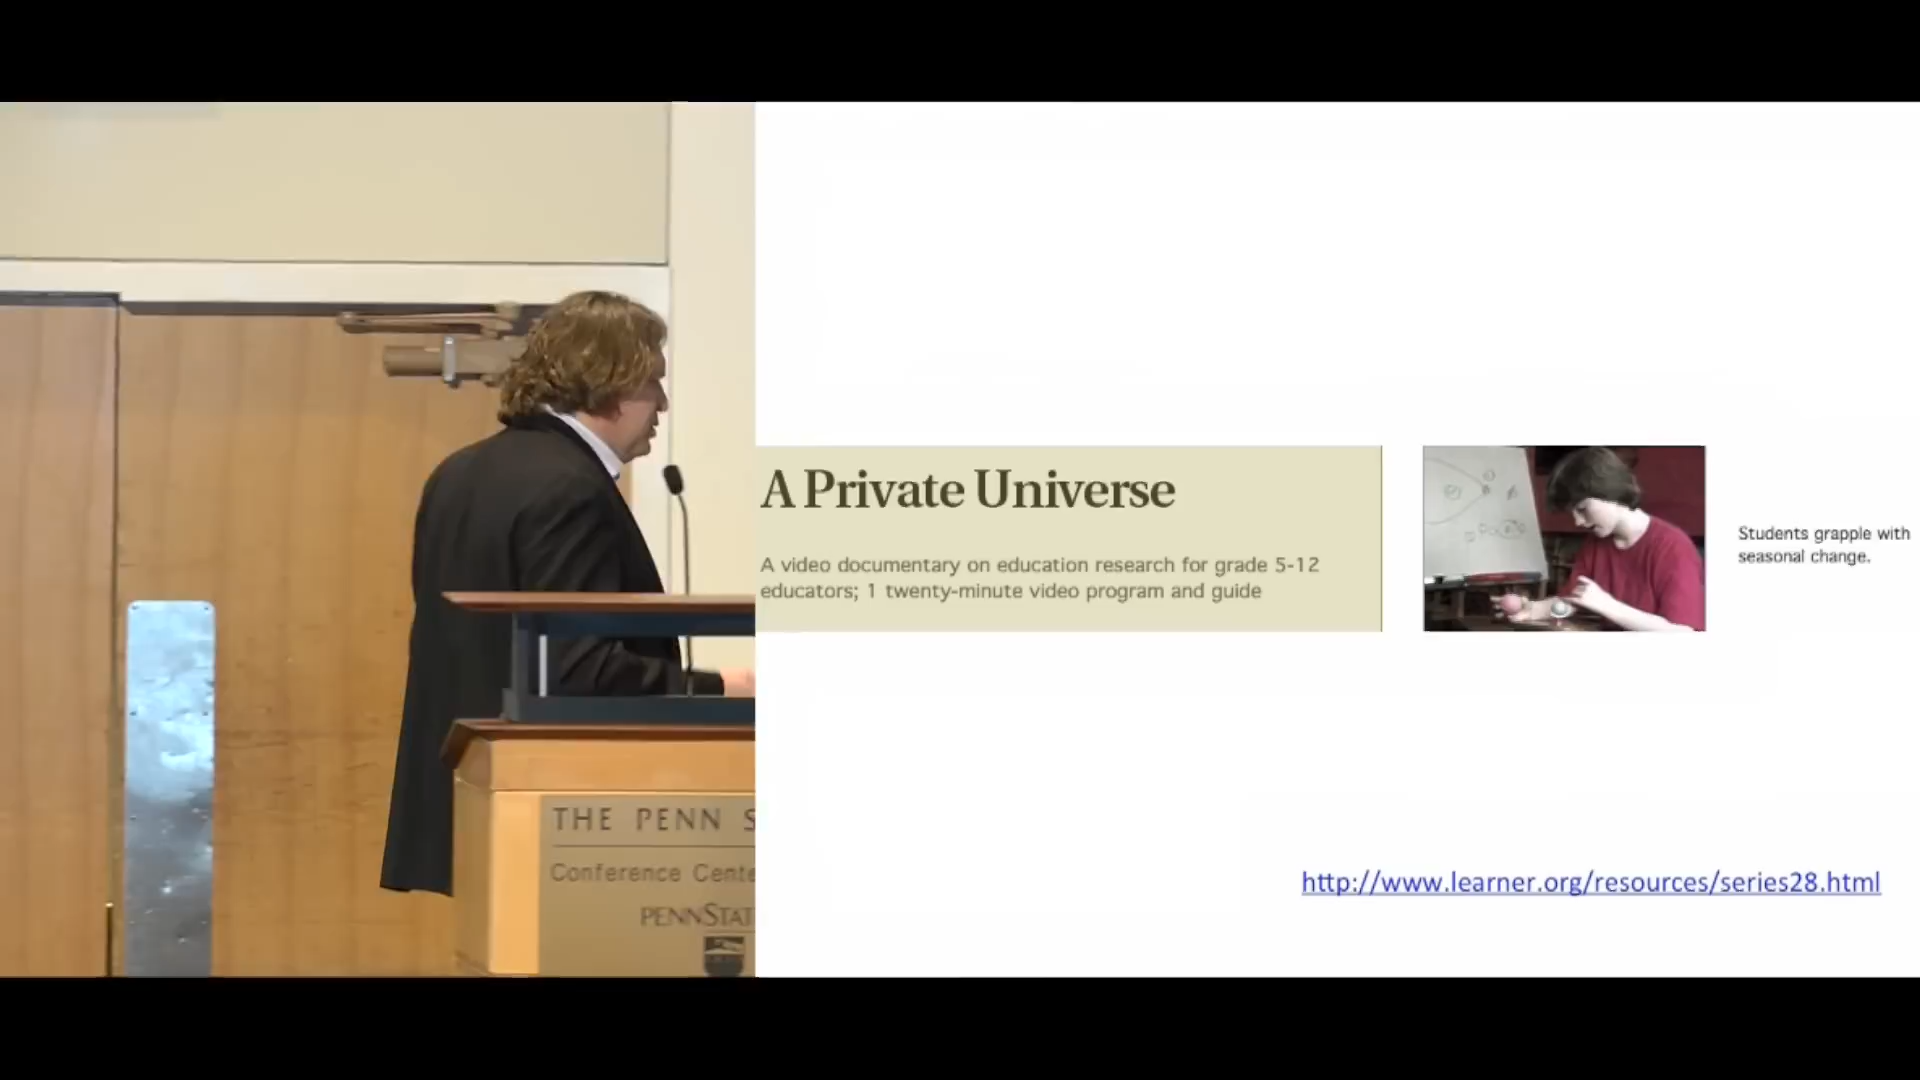 A Private Universe
A video documentary on education research for grade 5-12
educators; 1 twenty-minute video program and guide
Students grapple with
seasonal change.
http://www.learner.org/resources/series28.html
THE PENN S
Conference Cente
PENNSTAT